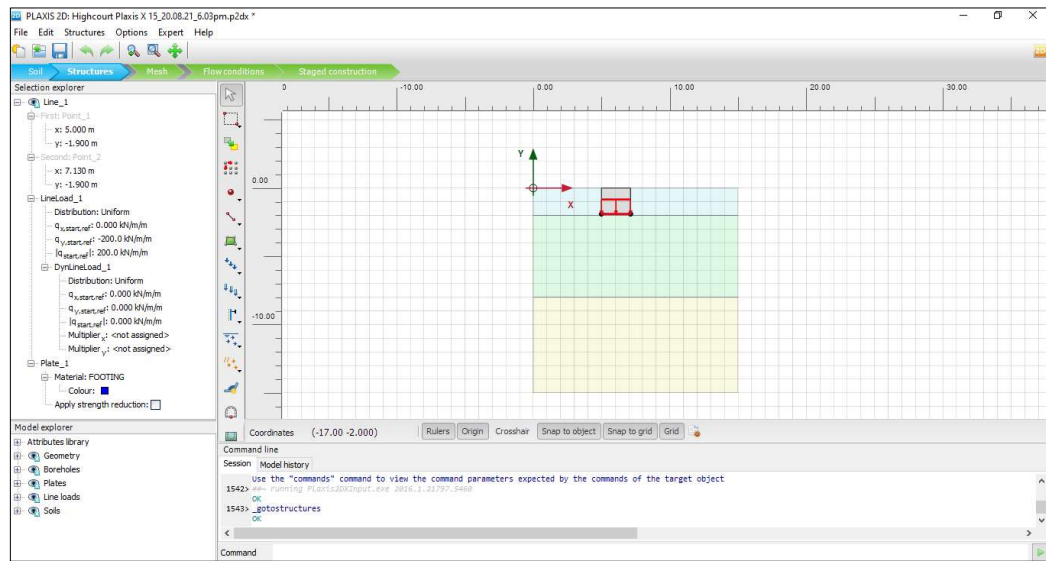 PLAXIS 2D: Highcourt Plaxis X 15_20.08.21_6.03pm.p2dx *
File Edit Structures Options Expert Help
Soil Structures Mesh Flow conditions Staged construction
Selection explorer
Line_1
First: Point_1
x: 5.000 m
y: -1.900 m
Second: Point_2
x: 7.130 m
y: -1.900 m
LineLoad_1
Distribution: Uniform
qx,start,ref: 0.000 kN/m/m
qy,start,ref: -200.0 kN/m/m
|qstart,ref|: 200.0 kN/m/m
DynLineLoad_1
Distribution: Uniform
qx,start,ref: 0.000 kN/m/m
qy,start,ref: 0.000 kN/m/m
|qstart,ref|: 0.000 kN/m/m
Multiplierx: <not assigned>
Multipliery: <not assigned>
Plate_1
Material: FOOTING
Colour:
Apply strength reduction:
Model explorer
Attributes library
Geometry
Boreholes
Plates
Line loads
Soils
0 -10.00 0.00 10.00 20.00 30.00
0.00
-10.00
Y
X
Coordinates (-17.00 -2.000) Rulers Origin Crosshair Snap to object Snap to grid Grid
Command line
Session Model history
Use the "commands" command to view the command parameters expected by the commands of the target object
1542> ##~ running Plaxis2DXInput.exe 2016.1.21797.5460
OK
1543> _gotostructures
OK
Command